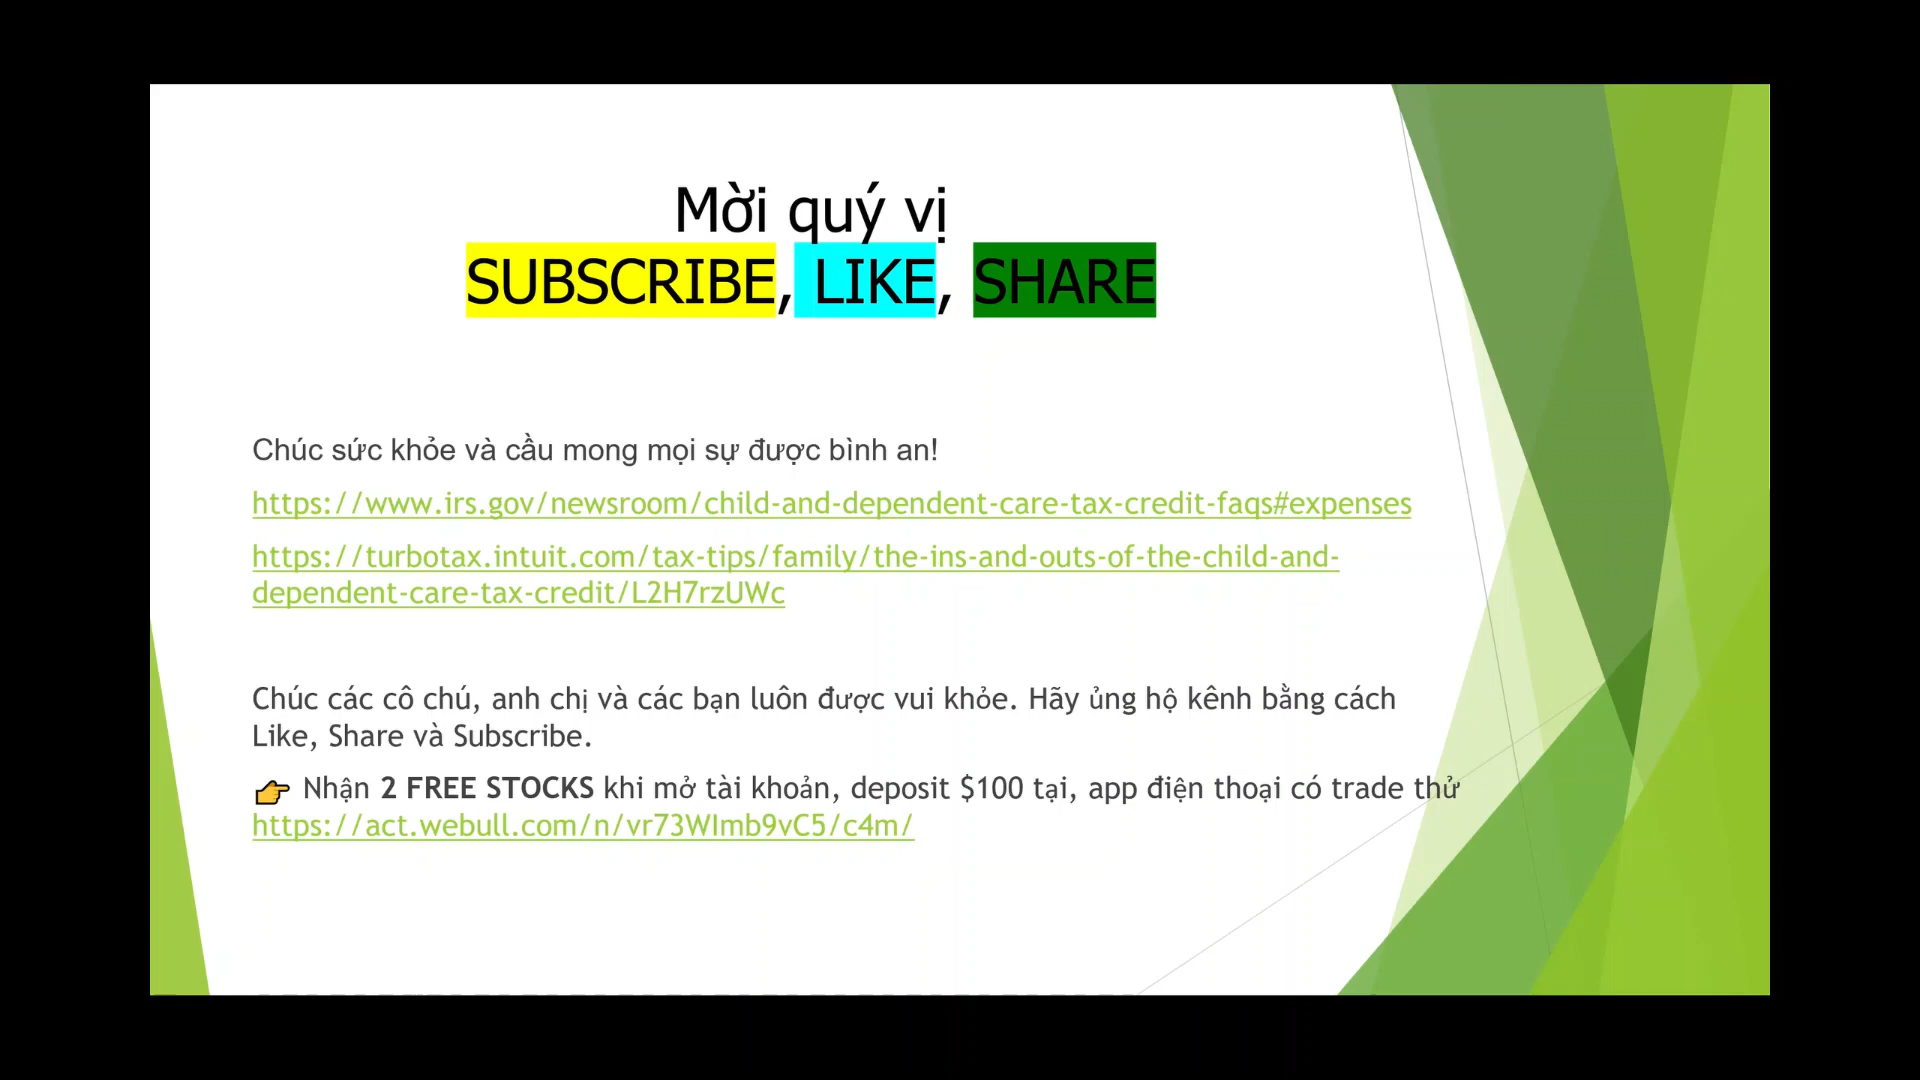 Mời quý vị
SUBSCRIBE, LIKE, SHARE
Chúc sức khỏe và cầu mong mọi sự được bình an!
https://www.irs.gov/newsroom/child-and-dependent-care-tax-credit-faqs#expenses
https://turbotax.intuit.com/tax-tips/family/the-ins-and-outs-of-the-child-and-
dependent-care-tax-credit/L2H7rzUWc
Chúc các cô chú, anh chị và các bạn luôn được vui khỏe. Hãy ủng hộ kênh bằng cách
Like, Share và Subscribe.
👉 Nhận 2 FREE STOCKS khi mở tài khoản, deposit $100 tại, app điện thoại có trade thử
https://act.webull.com/n/vr73WImb9vC5/c4m/